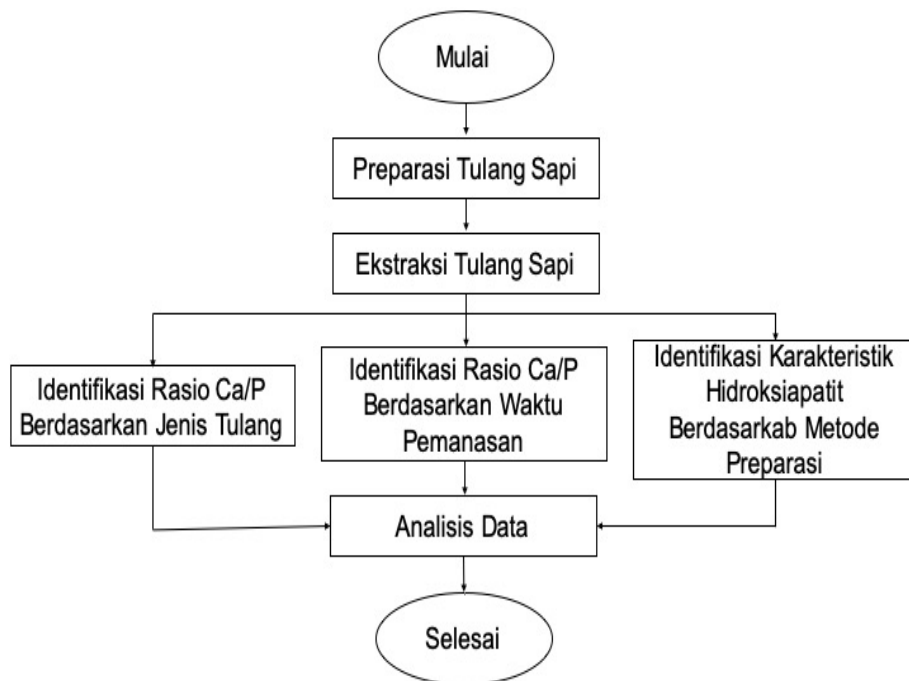 Mulai
Preparasi Tulang Sapi
Ekstraksi Tulang Sapi
Identifikasi Rasio Ca/P
Berdasarkan Jenis Tulang
Identifikasi Rasio Ca/P
Berdasarkan Waktu
Pemanasan
Identifikasi Karakteristik
Hidroksiapatit
Berdasarkab Metode
Preparasi
Analisis Data
Selesai